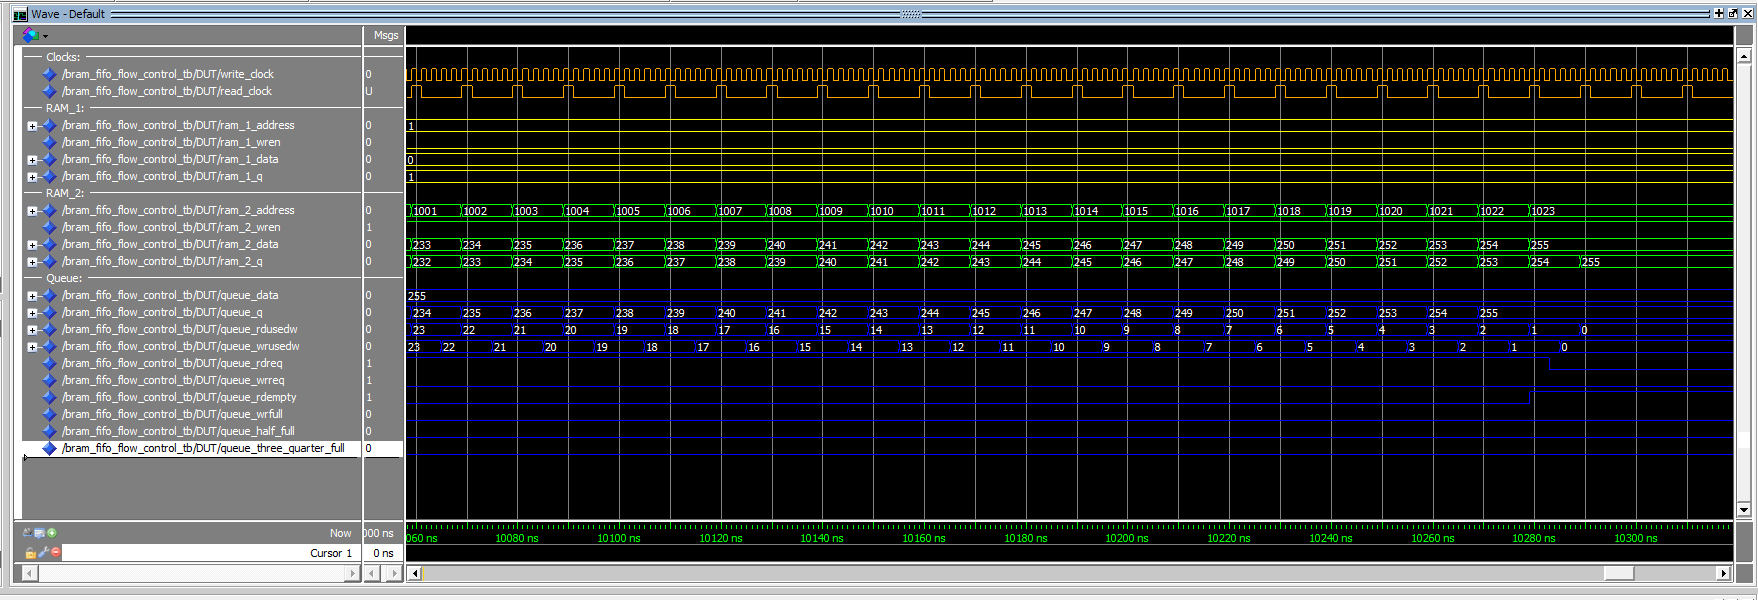 Wave - Default
Msgs
Clocks:
/bram_fifo_flow_control_tb/DUT/write_clock 0
/bram_fifo_flow_control_tb/DUT/read_clock U
RAM_1:
/bram_fifo_flow_control_tb/DUT/ram_1_address 0 1
/bram_fifo_flow_control_tb/DUT/ram_1_wren 0
/bram_fifo_flow_control_tb/DUT/ram_1_data 0 0
/bram_fifo_flow_control_tb/DUT/ram_1_q 0 1
RAM_2:
/bram_fifo_flow_control_tb/DUT/ram_2_address 0 1001 1002 1003 1004 1005 1006 1007 1008 1009 1010 1011 1012 1013 1014 1015 1016 1017 1018 1019 1020 1021 1022 1023
/bram_fifo_flow_control_tb/DUT/ram_2_wren 1
/bram_fifo_flow_control_tb/DUT/ram_2_data 0 233 234 235 236 237 238 239 240 241 242 243 244 245 246 247 248 249 250 251 252 253 254 255
/bram_fifo_flow_control_tb/DUT/ram_2_q 0 232 233 234 235 236 237 238 239 240 241 242 243 244 245 246 247 248 249 250 251 252 253 254 255
Queue:
/bram_fifo_flow_control_tb/DUT/queue_data 0 255
/bram_fifo_flow_control_tb/DUT/queue_q 0 234 235 236 237 238 239 240 241 242 243 244 245 246 247 248 249 250 251 252 253 254 255
/bram_fifo_flow_control_tb/DUT/queue_rdusedw 0 23 22 21 20 19 18 17 16 15 14 13 12 11 10 9 8 7 6 5 4 3 2 1 0
/bram_fifo_flow_control_tb/DUT/queue_wrusedw 0 23 22 21 20 19 18 17 16 15 14 13 12 11 10 9 8 7 6 5 4 3 2 1 0
/bram_fifo_flow_control_tb/DUT/queue_rdreq 1
/bram_fifo_flow_control_tb/DUT/queue_wrreq 1
/bram_fifo_flow_control_tb/DUT/queue_rdempty 1
/bram_fifo_flow_control_tb/DUT/queue_wrfull 0
/bram_fifo_flow_control_tb/DUT/queue_half_full 0
/bram_fifo_flow_control_tb/DUT/queue_three_quarter_full 0
Now 000 ns 060 ns 10080 ns 10100 ns 10120 ns 10140 ns 10160 ns 10180 ns 10200 ns 10220 ns 10240 ns 10260 ns 10280 ns 10300 ns
Cursor 1 0 ns